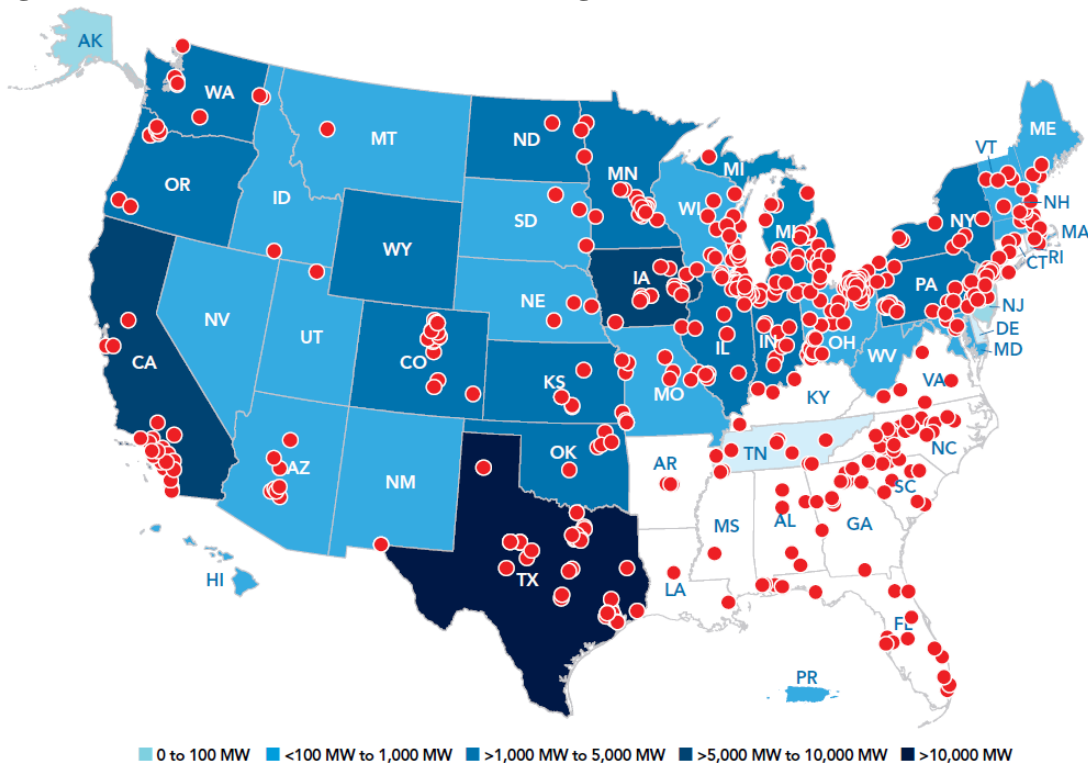 AK
WA
MT
ND
MN
ME
VT
OR
ID
SD
WI
MI
NH
NY
MA
WY
MI
RI
CT
IA
PA
NE
NJ
NV
UT
DE
IL
IN
OH
MD
CA
CO
WV
KS
MO
VA
KY
OK
TN
NC
AZ
NM
AR
SC
MS
AL
GA
HI
TX
LA
FL
PR
0 to 100 MW <100 MW to 1,000 MW >1,000 MW to 5,000 MW >5,000 MW to 10,000 MW >10,000 MW